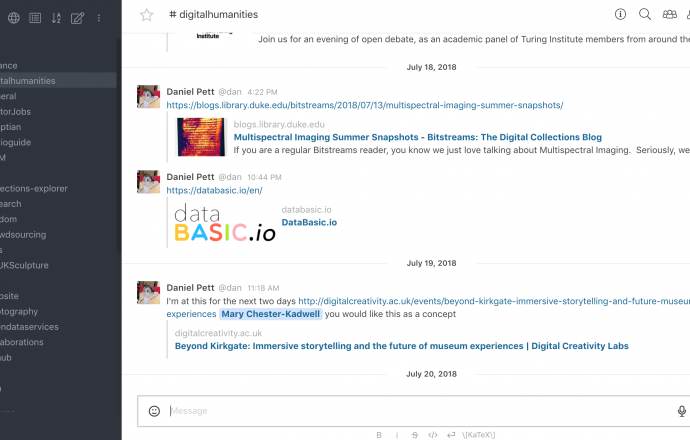 # digitalhumanities
Institute
Join us for an evening of open debate, as an academic panel of Turing Institute members from around the
July 18, 2018
Daniel Pett @dan 4:22 PM
https://blogs.library.duke.edu/bitstreams/2018/07/13/multispectral-imaging-summer-snapshots/
blogs.library.duke.edu
Multispectral Imaging Summer Snapshots - Bitstreams: The Digital Collections Blog
If you are a regular Bitstreams reader, you know we just love talking about Multispectral Imaging. Seriously, we
Daniel Pett @dan 10:44 PM
https://databasic.io/en/
data
BASIC.io
databasic.io
DataBasic.io
July 19, 2018
Daniel Pett @dan 11:18 AM
I'm at this for the next two days http://digitalcreativity.ac.uk/events/beyond-kirkgate-immersive-storytelling-and-future-museum
experiences Mary Chester-Kadwell you would like this as a concept
digitalcreativity.ac.uk
Beyond Kirkgate: Immersive storytelling and the future of museum experiences | Digital Creativity Labs
July 20, 2018
Message
B i S </> \[KaTeX\]
ance
italhumanities
eral
torJobs
ptian
ioguide
M
ections-explorer
earch
dom
wdsourcing
s
UKSculpture
osite
otography
endataservices
laborations
hub